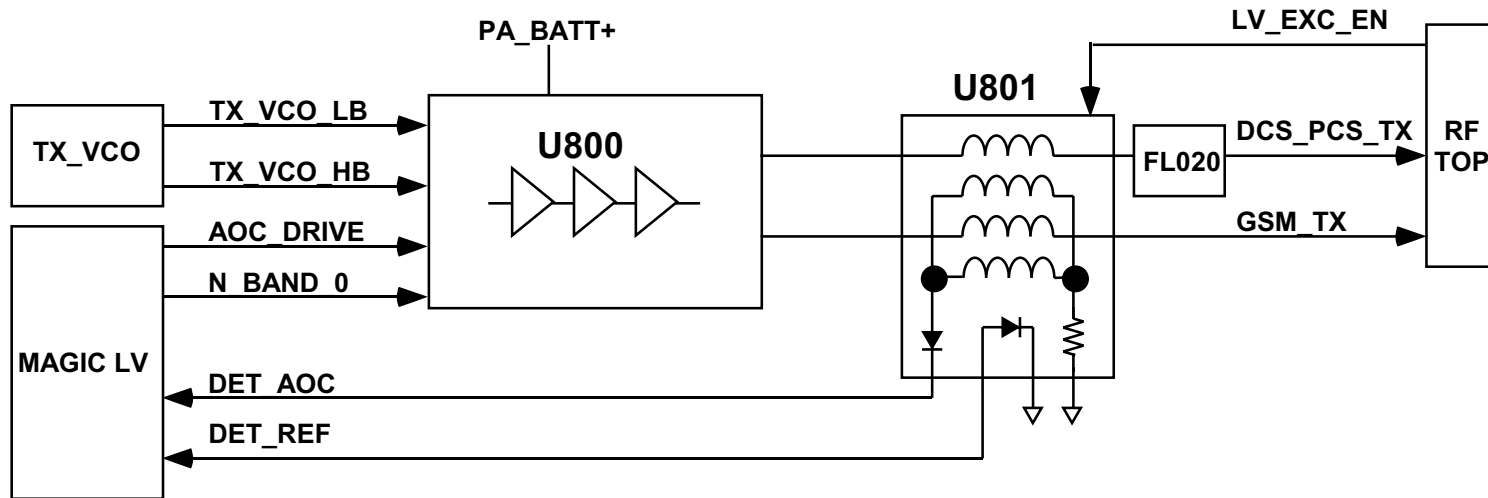 LV_EXC_EN
PA_BATT+
U801
TX_VCO
TX_VCO_LB
TX_VCO_HB
U800
FL020
DCS_PCS_TX
RF
TOP
AOC_DRIVE
GSM_TX
N_BAND_0
MAGIC LV
DET_AOC
DET_REF